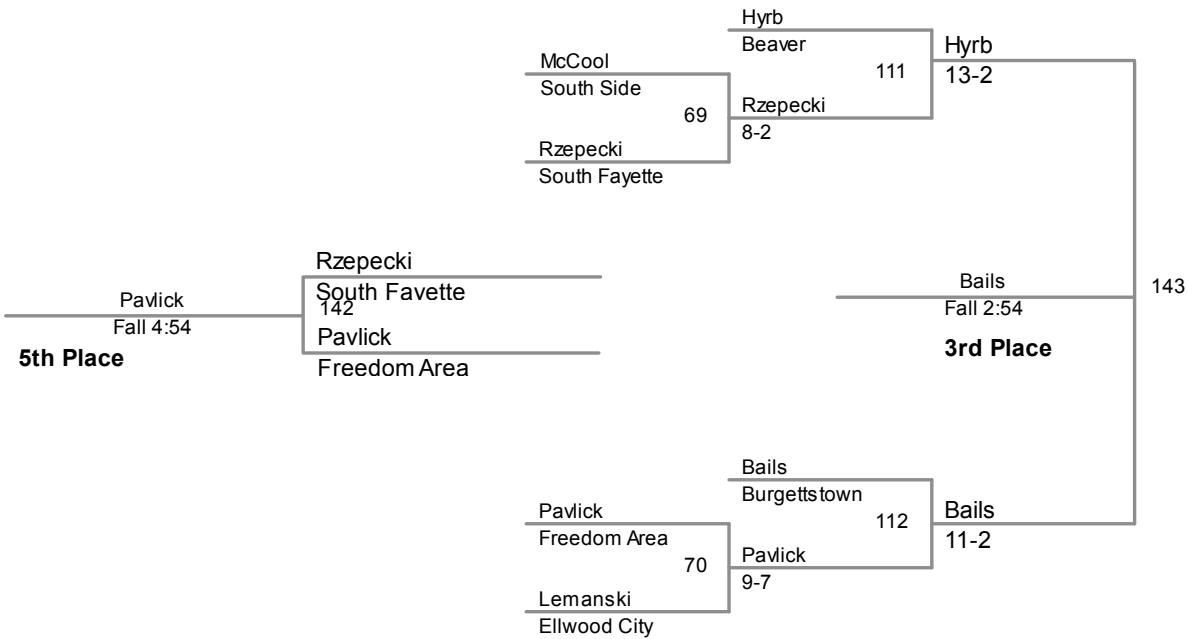 Hyrb
Beaver
Hyrb
13-2
111
McCool
South Side
69
Rzepecki
8-2
Rzepecki
South Fayette
Rzepecki
South Favette
142
Pavlick
Freedom Area
Pavlick
Fall 4:54
5th Place
Bails
Fall 2:54
3rd Place
143
Bails
Burgettstown
112
Bails
11-2
Pavlick
Freedom Area
70
Pavlick
9-7
Lemanski
Ellwood City